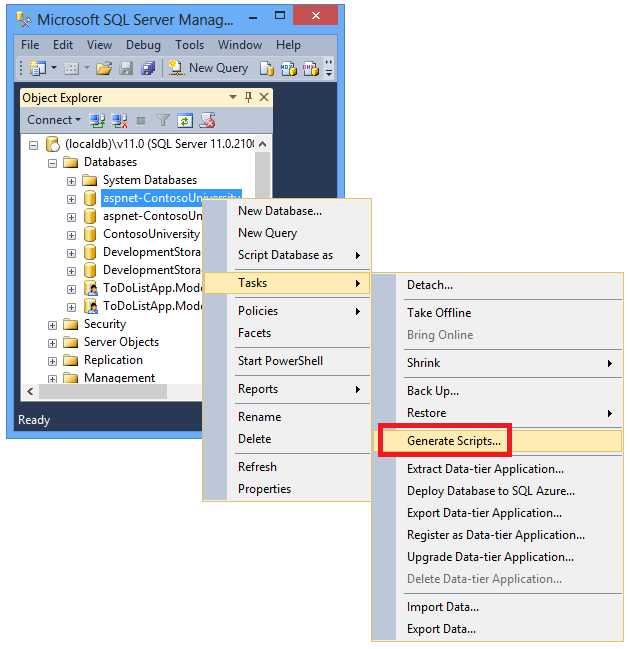 Microsoft SQL Server Manag...
File Edit View Debug Tools Window Help
New Query
Object Explorer
Connect
(localdb)\v11.0 (SQL Server 11.0.2100
Databases
System Databases
aspnet-ContosoUniversity
aspnet-ContosoUn
ContosoUniversity
DevelopmentStora
DevelopmentStora
ToDoListApp.Mode
ToDoListApp.Mode
Security
Server Objects
Replication
Management
Ready
New Database...
New Query
Script Database as
Tasks
Policies
Facets
Start PowerShell
Reports
Rename
Delete
Refresh
Properties
Detach...
Take Offline
Bring Online
Shrink
Back Up...
Restore
Generate Scripts...
Extract Data-tier Application...
Deploy Database to SQL Azure...
Export Data-tier Application...
Register as Data-tier Application...
Upgrade Data-tier Application...
Delete Data-tier Application...
Import Data...
Export Data...